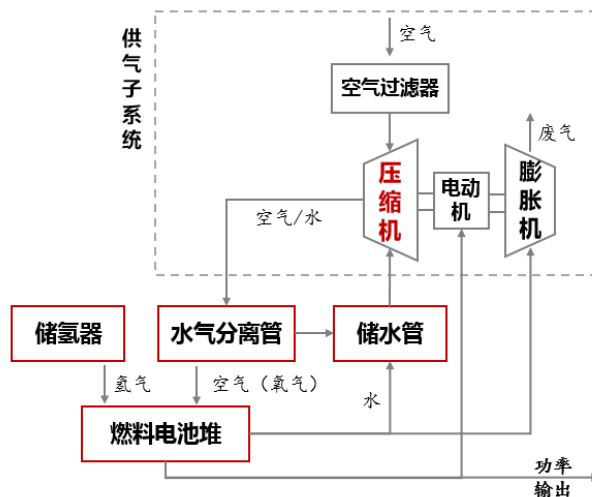 供气子系统
空气
空气过滤器
废气
压缩机
电动机
膨胀机
空气/水
储氢器
水气分离管
储水管
氢气
空气（氧气）
水
燃料电池堆
功率
输出